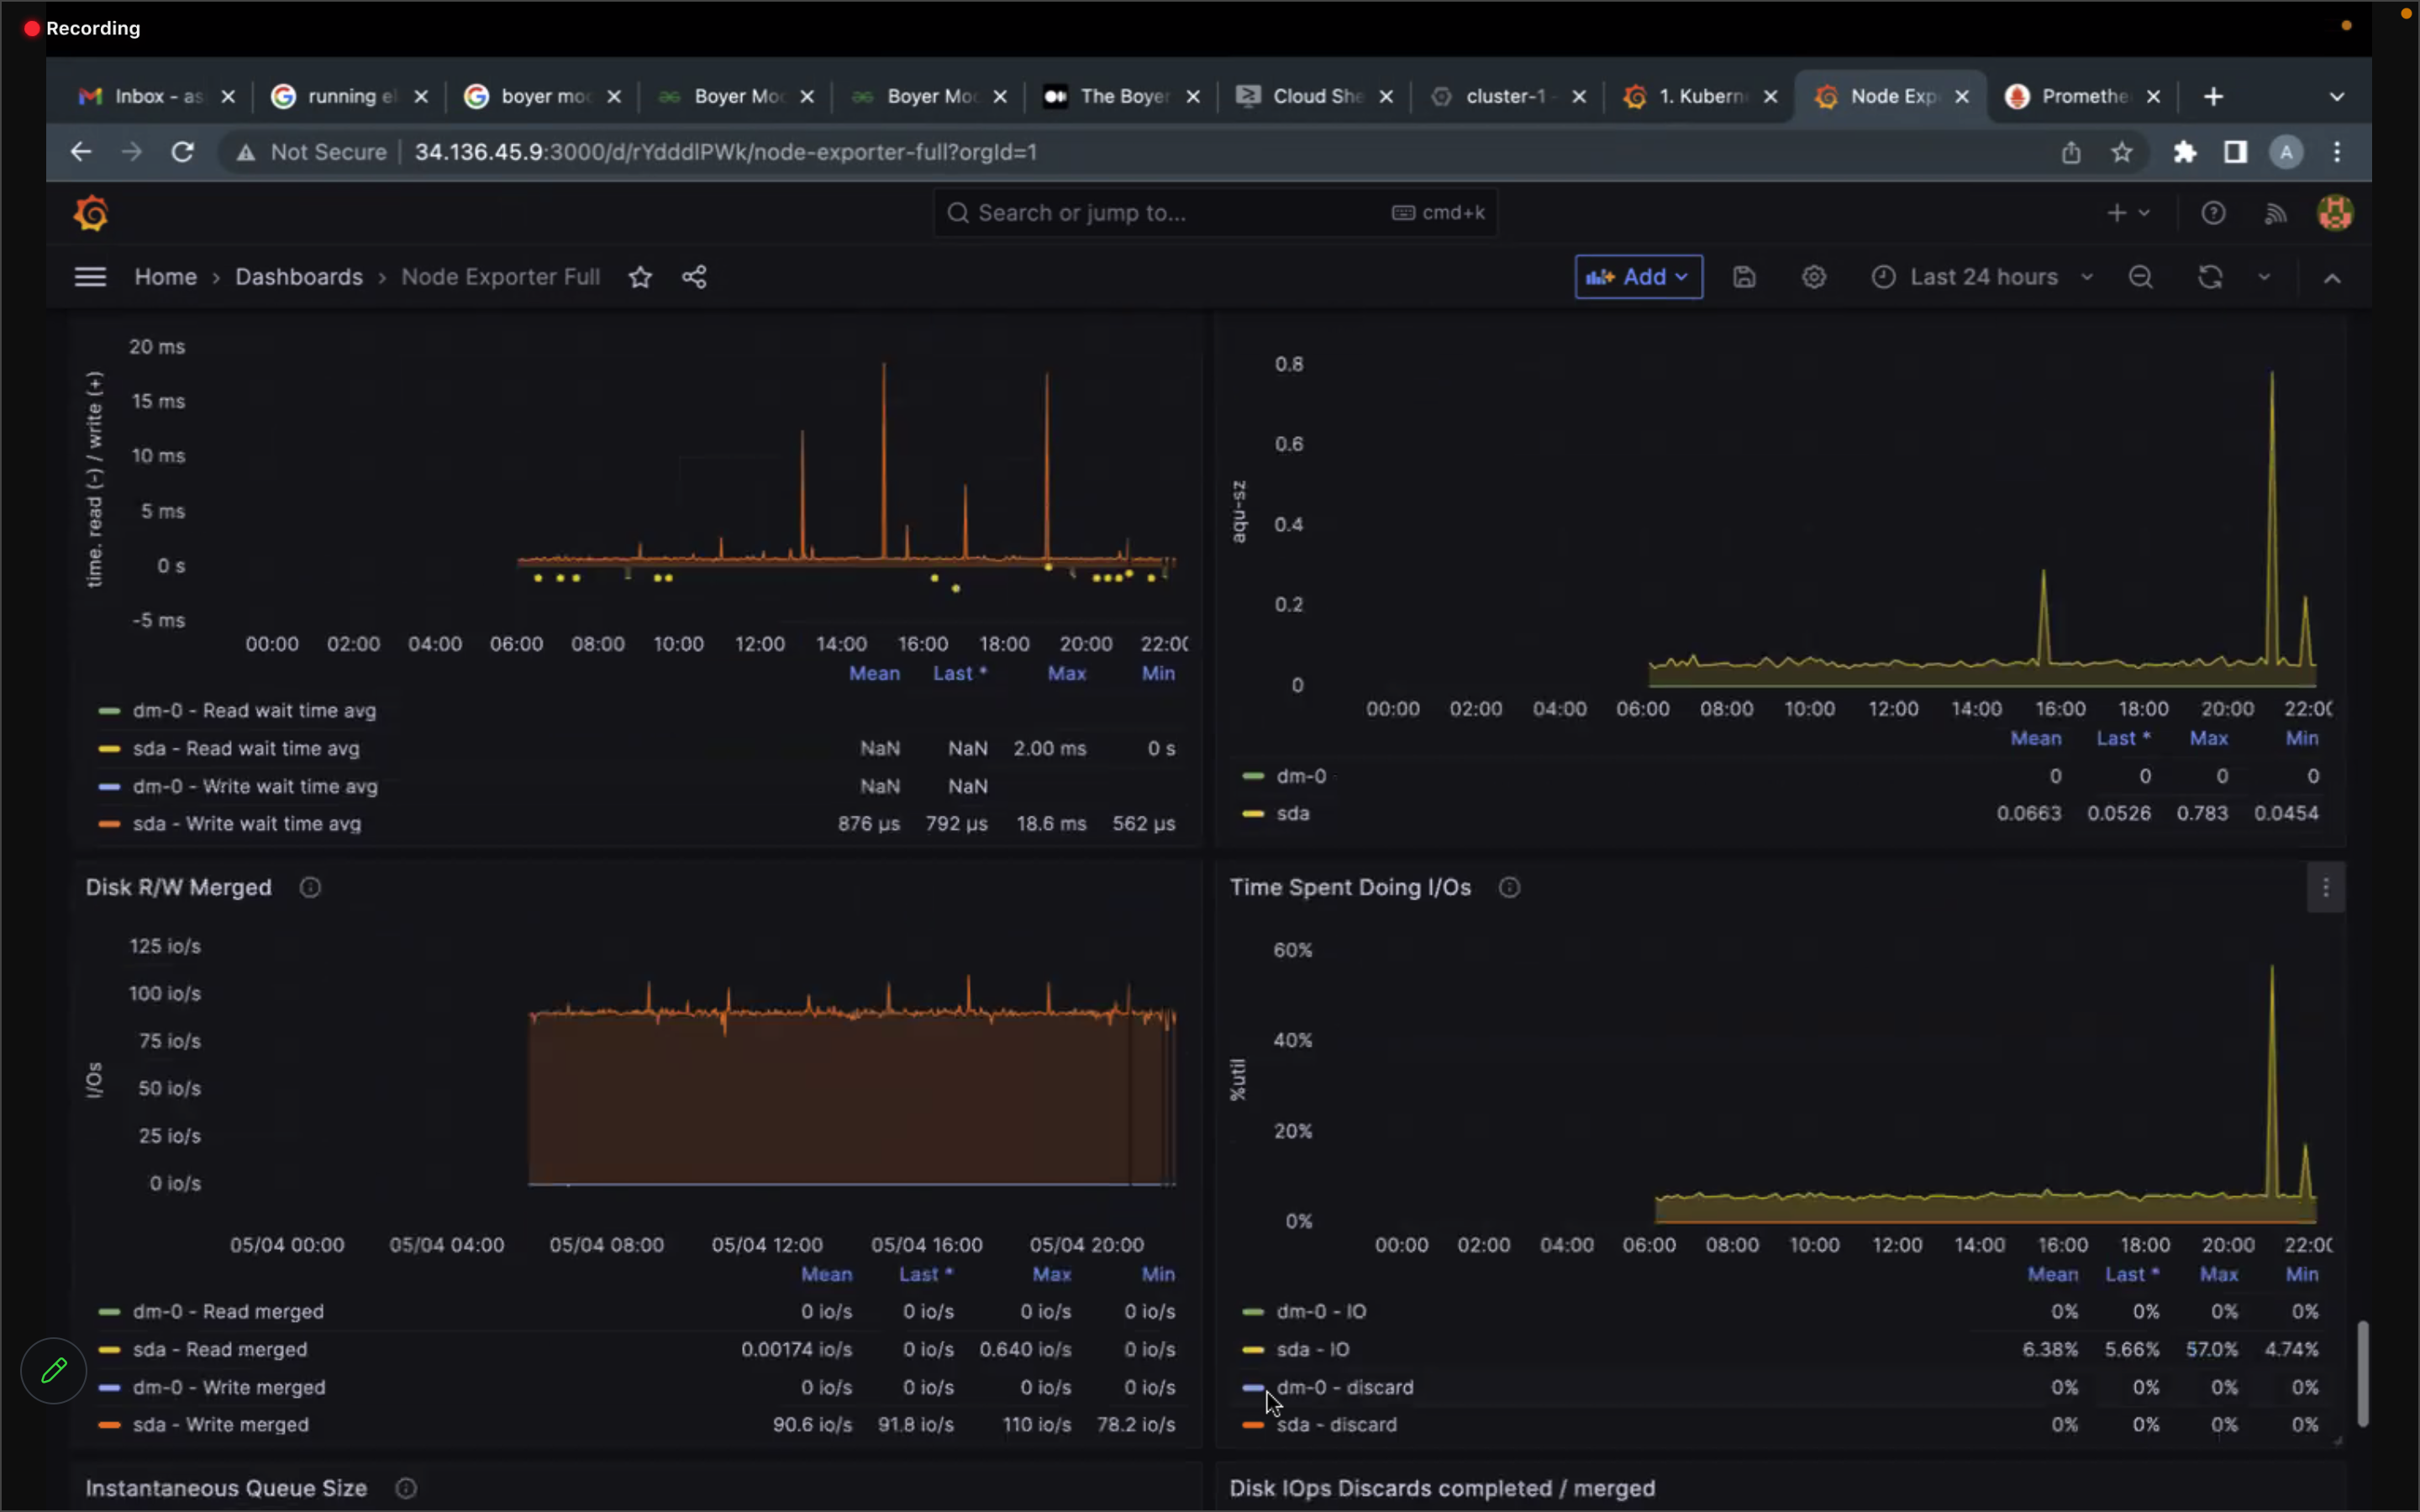 Recording
Inbox - as
running el
boyer moo
Boyer Moo
Boyer Moo
The Boyer
Cloud She
cluster-1 -
1. Kubern
Node Exp
Promethe
Not Secure
34.136.45.9:3000/d/rYdddlPWk/node-exporter-full?orgId=1
A
Search or jump to...
cmd+k
Home
Dashboards
Node Exporter Full
Add
Last 24 hours
time. read (-) / write (+)
20 ms
15 ms
10 ms
5 ms
0 s
-5 ms
00:00 02:00 04:00 06:00 08:00 10:00 12:00 14:00 16:00 18:00 20:00 22:00
Mean Last * Max Min
dm-0 - Read wait time avg
sda - Read wait time avg NaN NaN 2.00 ms 0 s
dm-0 - Write wait time avg NaN NaN
sda - Write wait time avg 876 µs 792 µs 18.6 ms 562 µs
aqu-sz
0.8
0.6
0.4
0.2
0
00:00 02:00 04:00 06:00 08:00 10:00 12:00 14:00 16:00 18:00 20:00 22:00
Mean Last * Max Min
dm-0 0 0 0 0
sda 0.0663 0.0526 0.783 0.0454
Disk R/W Merged
I/Os
125 io/s
100 io/s
75 io/s
50 io/s
25 io/s
0 io/s
05/04 00:00 05/04 04:00 05/04 08:00 05/04 12:00 05/04 16:00 05/04 20:00
Mean Last * Max Min
dm-0 - Read merged 0 io/s 0 io/s 0 io/s 0 io/s
sda - Read merged 0.00174 io/s 0 io/s 0.640 io/s 0 io/s
dm-0 - Write merged 0 io/s 0 io/s 0 io/s 0 io/s
sda - Write merged 90.6 io/s 91.8 io/s 110 io/s 78.2 io/s
Time Spent Doing I/Os
%util
60%
40%
20%
0%
00:00 02:00 04:00 06:00 08:00 10:00 12:00 14:00 16:00 18:00 20:00 22:00
Mean Last * Max Min
dm-0 - IO 0% 0% 0% 0%
sda - IO 6.38% 5.66% 57.0% 4.74%
dm-0 - discard 0% 0% 0% 0%
sda - discard 0% 0% 0% 0%
Instantaneous Queue Size
Disk IOps Discards completed / merged